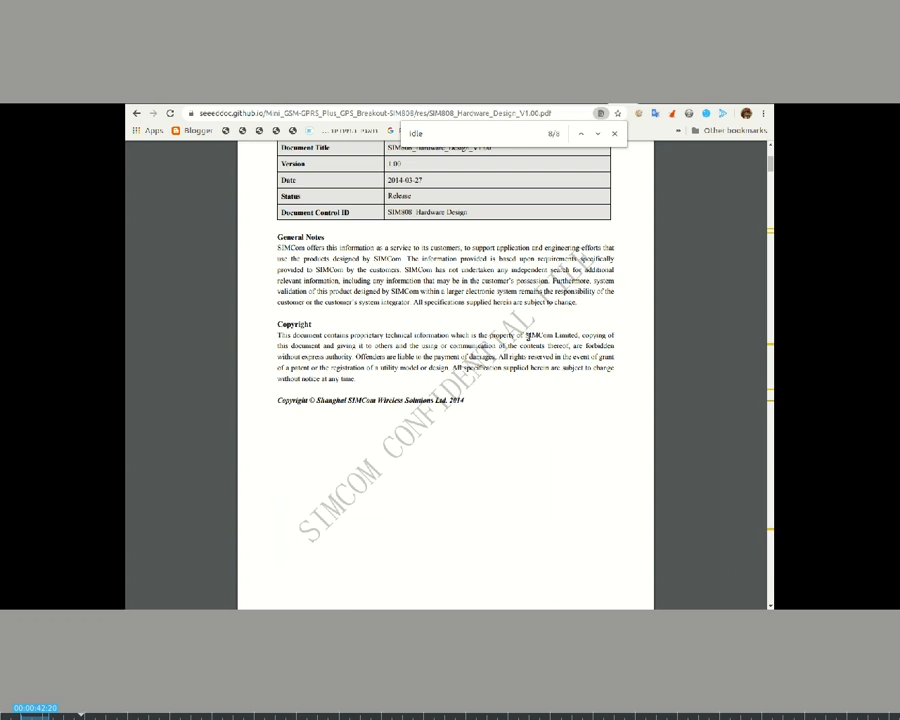 seeeddoc.github.io/Mini_GSM-GPRS_Plus_GPS_Breakout-SIM808/res/SIM808_Hardware_Design_V1.00.pdf
Apps Blogger G Other bookmarks
idle 8/8
Document Title SIM808_Hardware_Design_V1.00
Version 1.00
Date 2014-03-27
Status Release
Document Control ID SIM808_Hardware Design
General Notes
SIMCom offers this information as a service to its customers, to support application and engineering efforts that
use the products designed by SIMCom. The information provided is based upon requirements specifically
provided to SIMCom by the customers. SIMCom has not undertaken any independent search for additional
relevant information, including any information that may be in the customer's possession. Furthermore, system
validation of this product designed by SIMCom within a larger electronic system remains the responsibility of the
customer or the customer's system integrator. All specifications supplied herein are subject to change.
Copyright
This document contains proprietary technical information which is the property of SIMCom Limited, copying of
this document and giving it to others and the using or communication of the contents thereof, are forbidden
without express authority. Offenders are liable to the payment of damages. All rights reserved in the event of grant
of a patent or the registration of a utility model or design. All specification supplied herein are subject to change
without notice at any time.
Copyright © Shanghai SIMCom Wireless Solutions Ltd. 2014
SIMCOM CONFIDENTIAL FILE
00:00:42:20